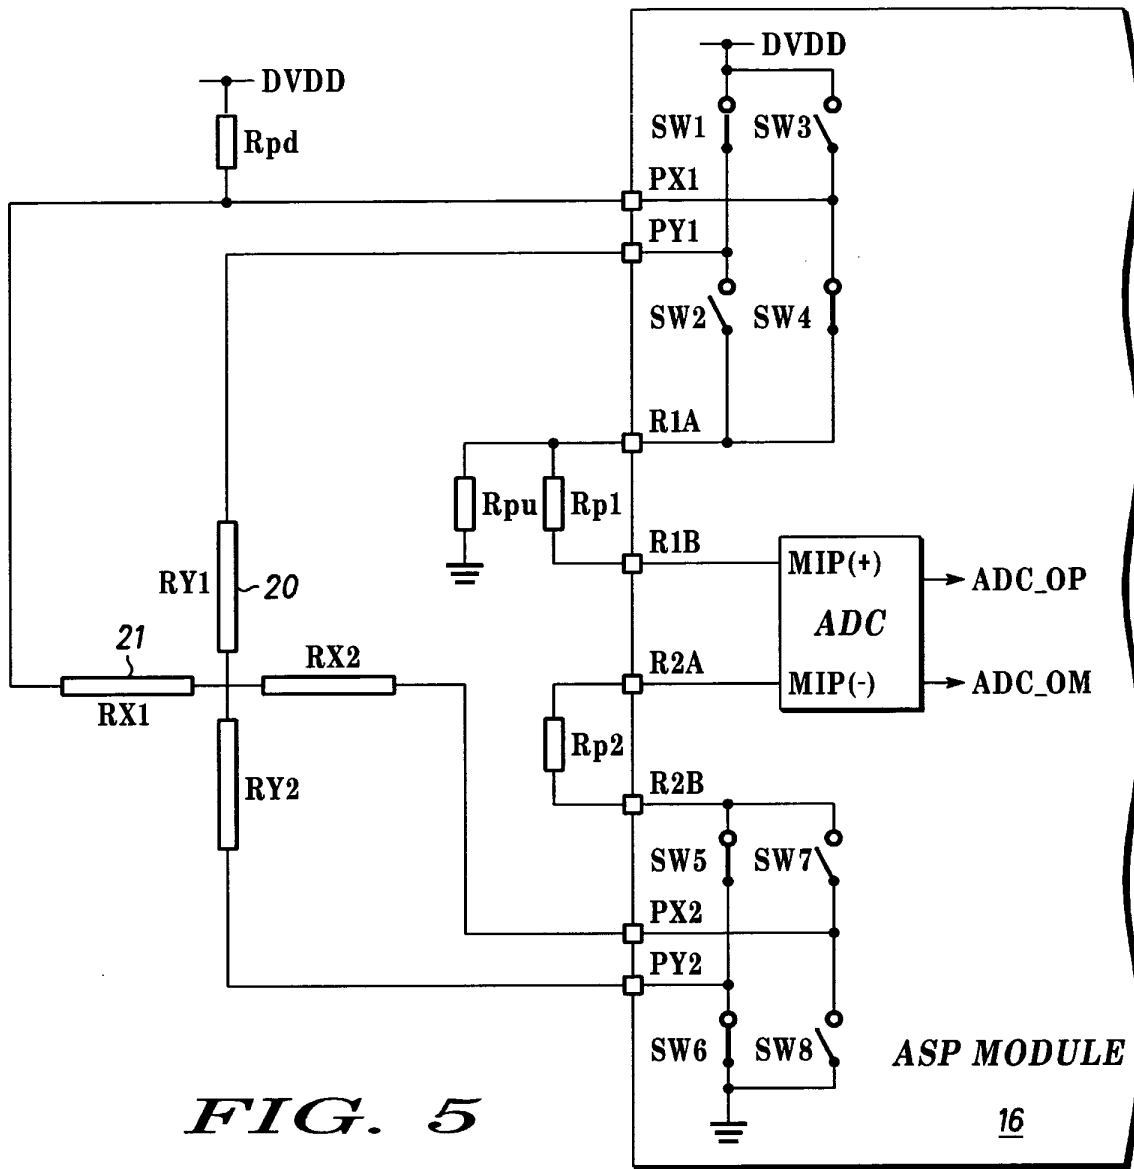 DVDD
DVDD
Rpd
SW1
SW3
PX1
PY1
SW2
SW4
R1A
Rpu
Rp1
R1B
MIP(+)
ADC_OP
ADC
RY1
20
21
RX2
R2A
MIP(-)
ADC_OM
RX1
Rp2
RY2
R2B
SW5
SW7
PX2
PY2
SW6
SW8
ASP MODULE
16
FIG. 5